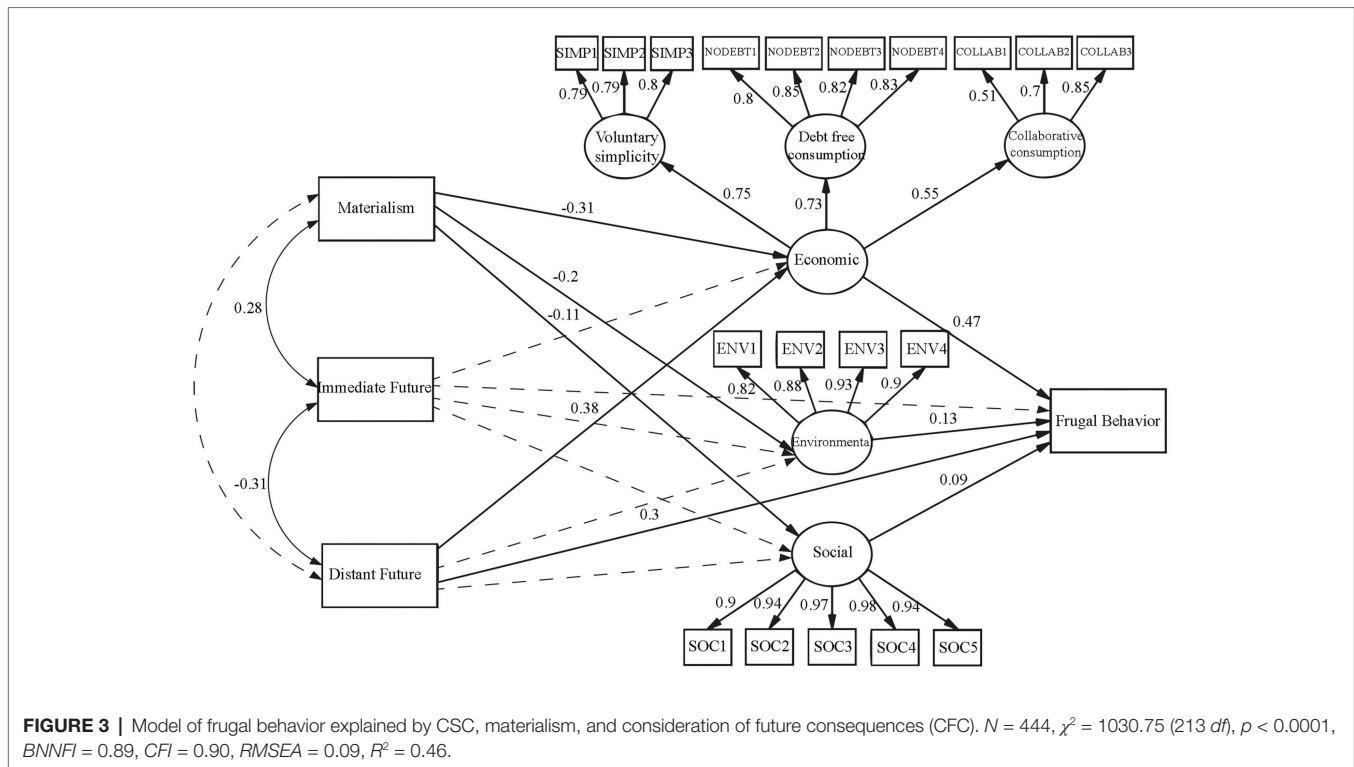 SIMP1 SIMP2 SIMP3 NODEBT1 NODEBT2 NODEBT3 NODEBT4 COLLAB1 COLLAB2 COLLAB3
0.79 0.79 0.8 0.8 0.85 0.82 0.83 0.51 0.7 0.85
Voluntary
simplicity
Debt free
consumption
Collaborative
consumption
0.75 0.73 0.55
Materialism
-0.31
Economic
-0.2
-0.11
0.28
0.47
ENV1 ENV2 ENV3 ENV4
0.82 0.88 0.93 0.9
Immediate Future
0.38
0.13
Frugal Behavior
Environmenta
-0.31
0.09
0.3
Distant Future
Social
0.9 0.94 0.97 0.98 0.94
SOC1 SOC2 SOC3 SOC4 SOC5
FIGURE 3 | Model of frugal behavior explained by CSC, materialism, and consideration of future consequences (CFC). N = 444, χ² = 1030.75 (213 df), p < 0.0001,
BNNFI = 0.89, CFI = 0.90, RMSEA = 0.09, R² = 0.46.